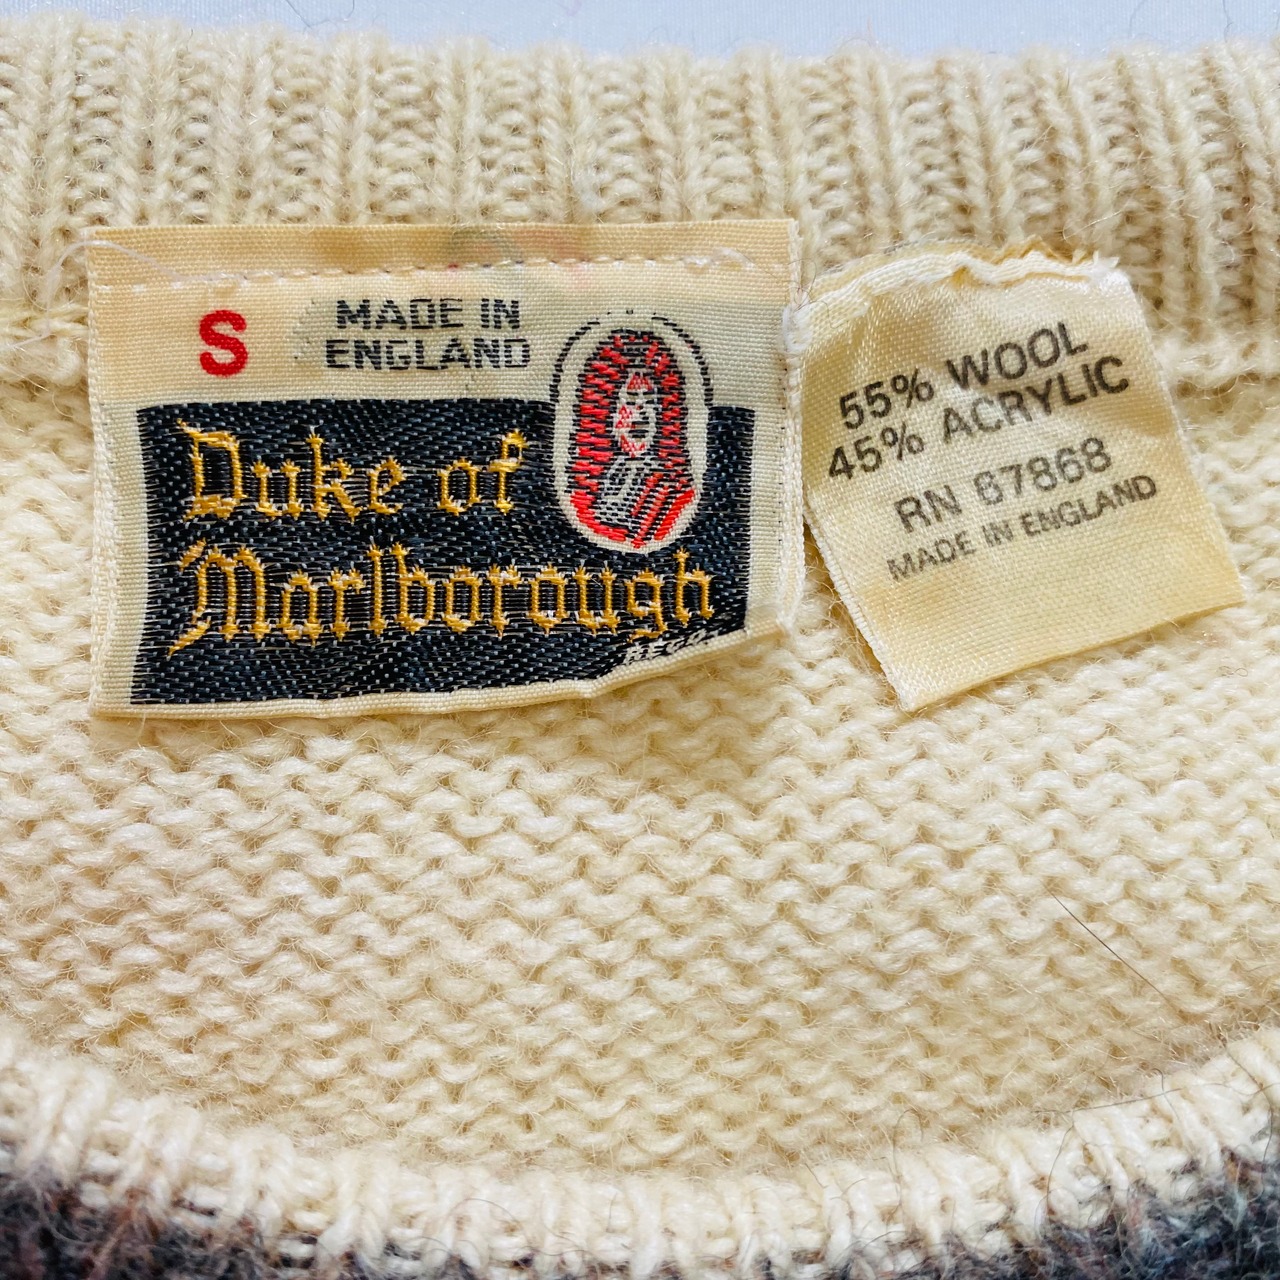 S
MADE IN
ENGLAND
Duke of
Marlborough
55% WOOL
45% ACRYLIC
RN 67868
MADE IN ENGLAND